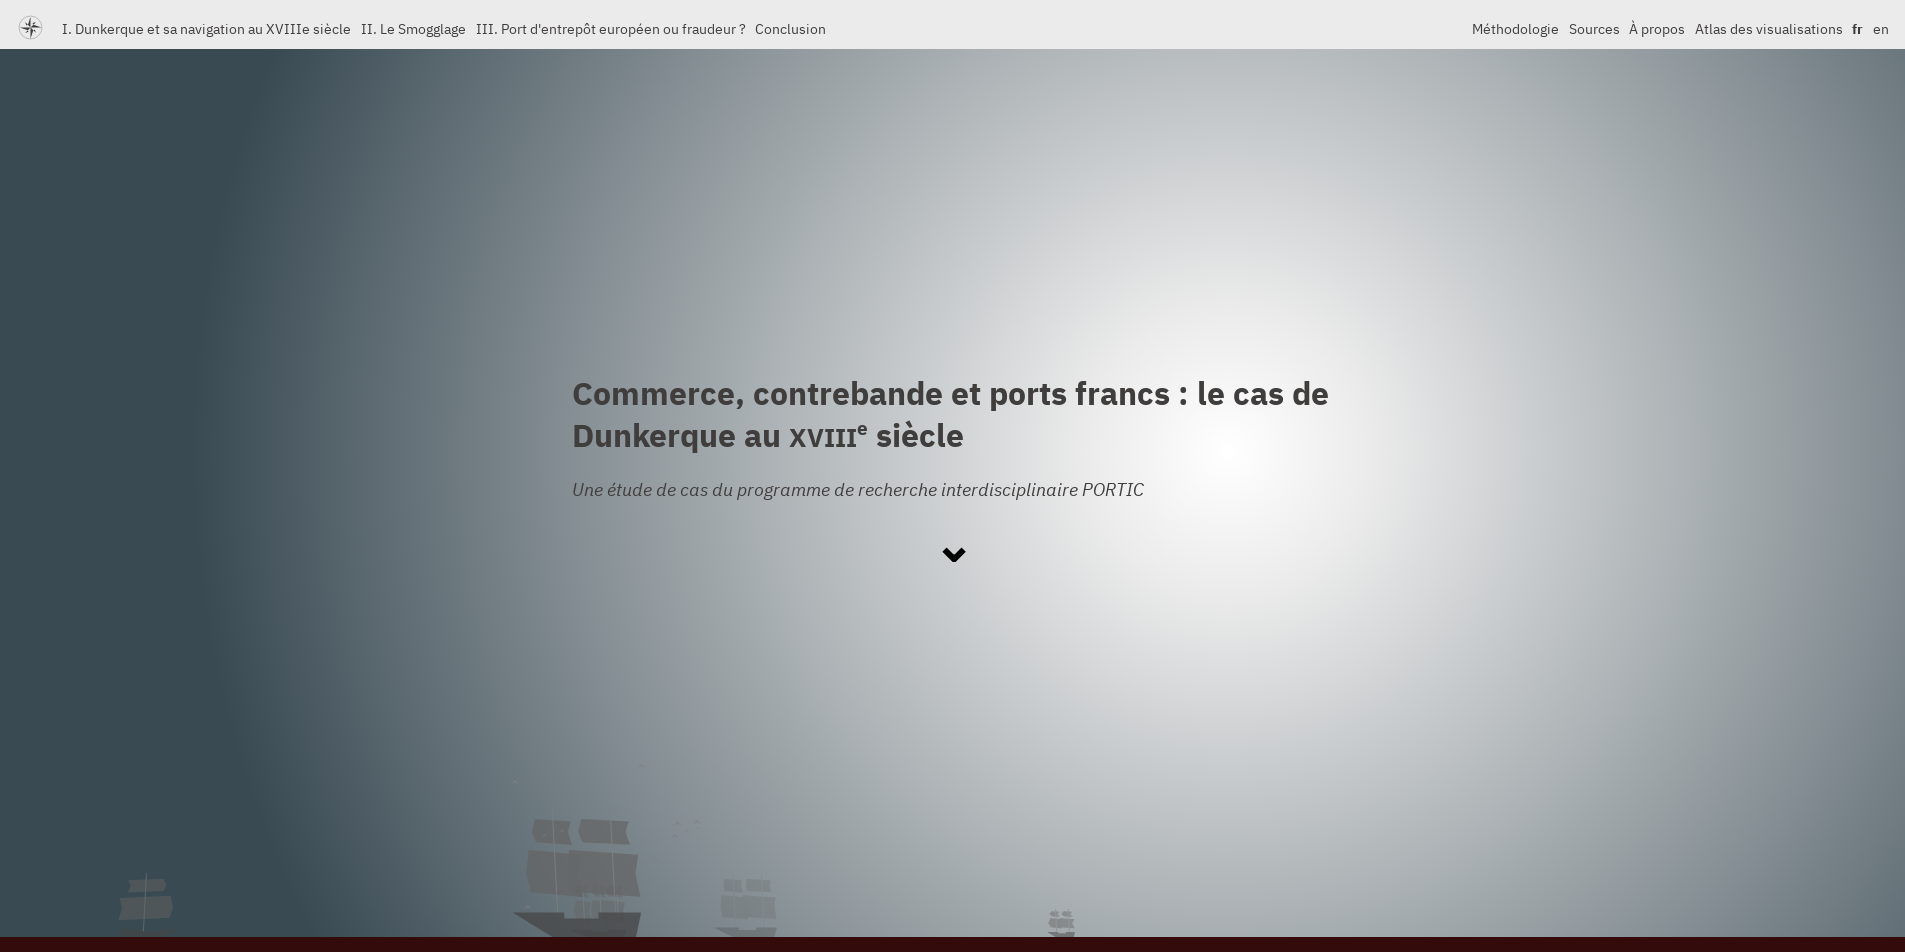 I. Dunkerque et sa navigation au XVIIIe siècle II. Le Smogglage III. Port d'entrepôt européen ou fraudeur ? Conclusion Méthodologie Sources À propos Atlas des visualisations fr en
Commerce, contrebande et ports francs : le cas de
Dunkerque au XVIIIe siècle
Une étude de cas du programme de recherche interdisciplinaire PORTIC